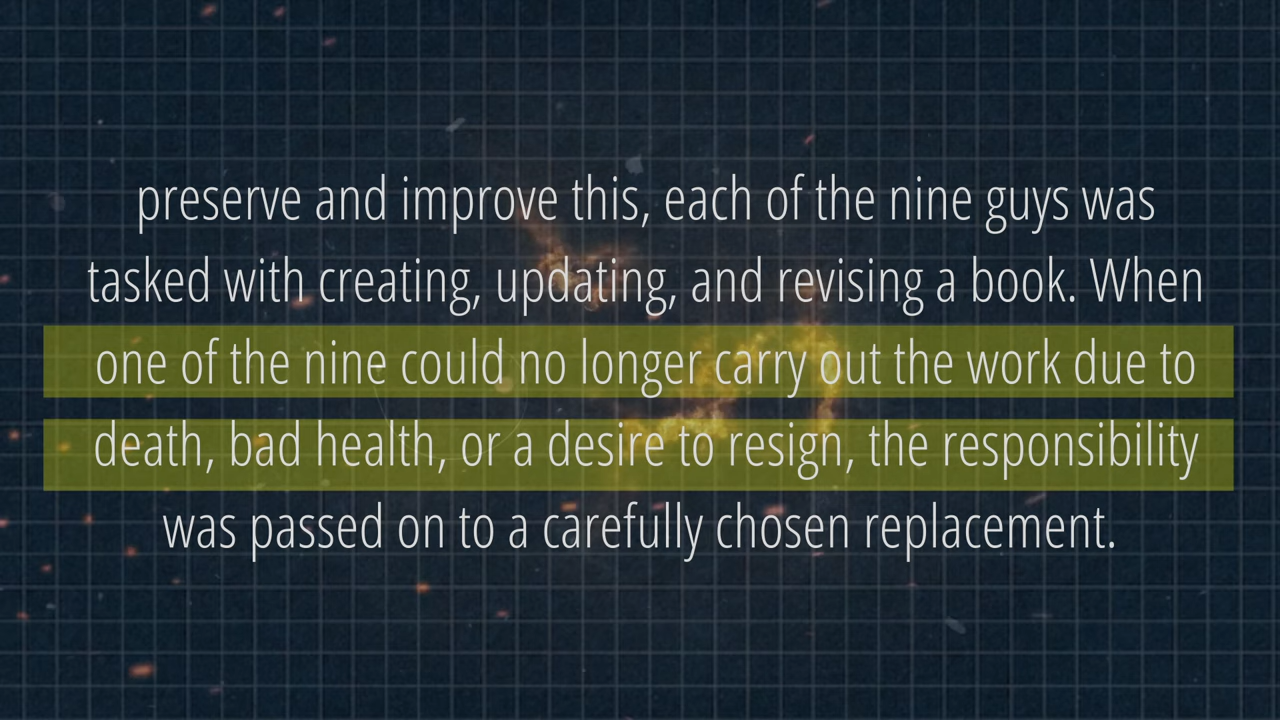 preserve and improve this, each of the nine guys was
tasked with creating, updating, and revising a book. When
one of the nine could no longer carry out the work due to
death, bad health, or a desire to resign, the responsibility
was passed on to a carefully chosen replacement.